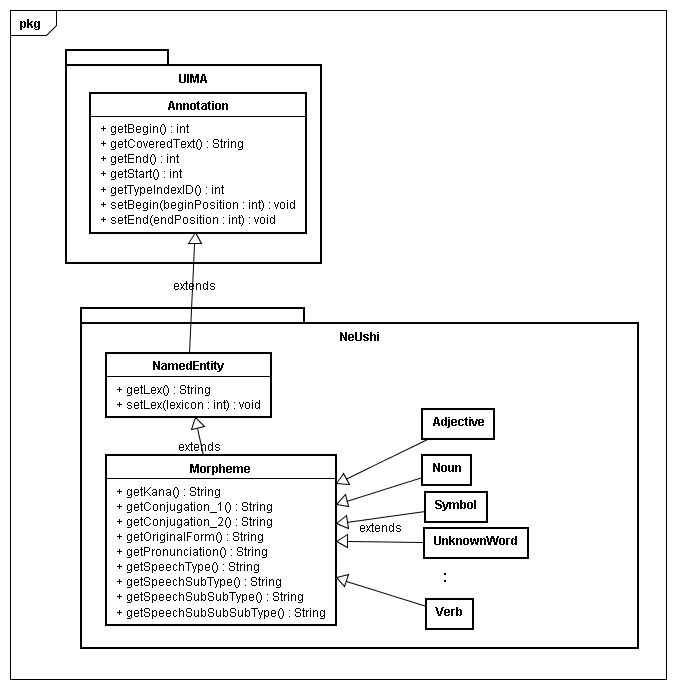 pkg
UIMA
Annotation
+ getBegin() : int
+ getCoveredText() : String
+ getEnd() : int
+ getStart() : int
+ getTypeIndexID() : int
+ setBegin(beginPosition : int) : void
+ setEnd(endPosition : int) : void
extends
NeUshi
NamedEntity
+ getLex() : String
+ setLex(lexicon : int) : void
extends
Morpheme
+ getKana() : String
+ getConjugation_1() : String
+ getConjugation_2() : String
+ getOriginalForm() : String
+ getPronunciation() : String
+ getSpeechType() : String
+ getSpeechSubType() : String
+ getSpeechSubSubType() : String
+ getSpeechSubSubSubType() : String
Adjective
Noun
Symbol
extends
UnknownWord
:
Verb